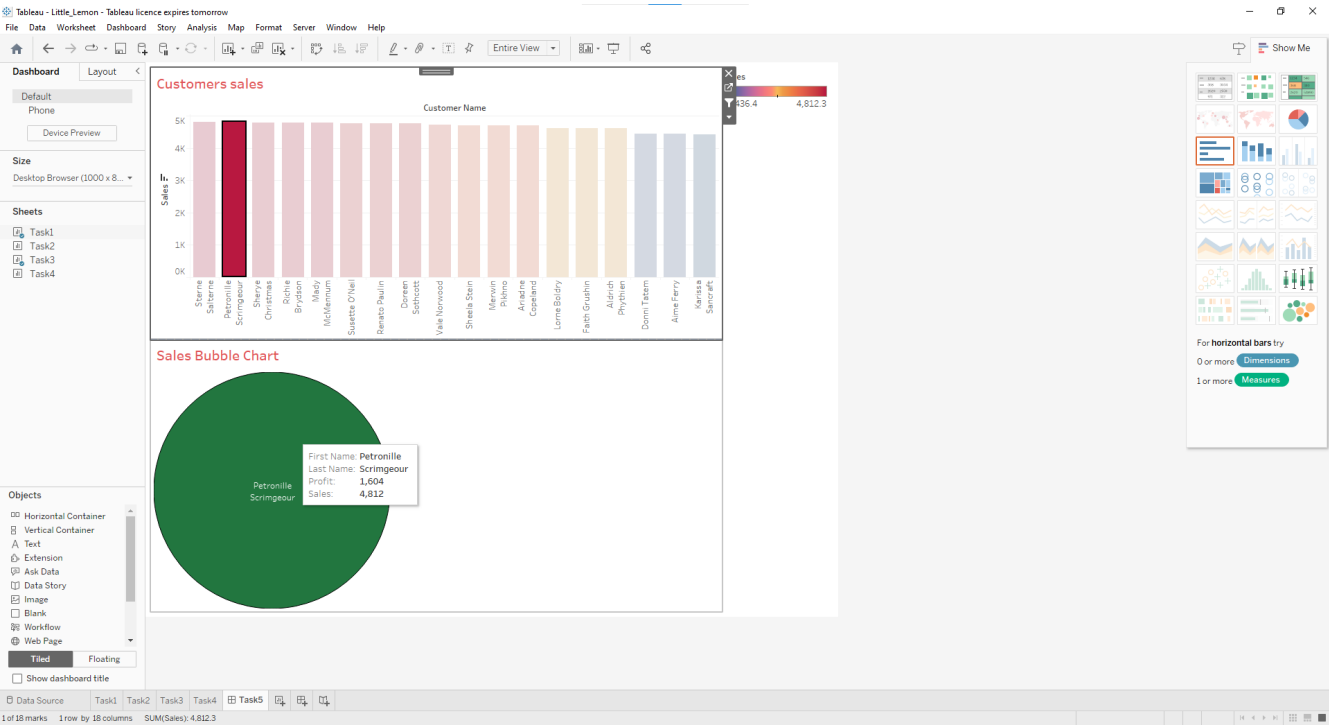 Tableau - Little_Lemon - Tableau licence expires tomorrow
File Data Worksheet Dashboard Story Analysis Map Format Server Window Help
Entire View
Show Me
Dashboard Layout
Default
Phone
Device Preview
Size
Desktop Browser (1000 x 8...
Sheets
Task1
Task2
Task3
Task4
Objects
Horizontal Container
Vertical Container
Text
Extension
Ask Data
Data Story
Image
Blank
Workflow
Web Page
Tiled Floating
Show dashboard title
Customers sales
Customer Name
Sales
5K
4K
3K
2K
1K
0K
Sterne Salterne
Petronille Scrimgeour
Sherye Christmas
Richie Brydson
Mady McMennum
Susette O'Neil
Renato Paulin
Doreen Sothcott
Vale Norwood
Sheela Stein
Merwin Pikhno
Ariadne Copeland
Lorne Boldry
Faith Grushin
Aldrich Phythien
Donni Tatem
Aime Ferry
Karissa Sancraft
es
436.4 4,812.3
Sales Bubble Chart
Petronille
Scrimgeour
First Name: Petronille
Last Name: Scrimgeour
Profit: 1,604
Sales: 4,812
For horizontal bars try
0 or more Dimensions
1 or more Measures
Data Source Task1 Task2 Task3 Task4 Task5
1 of 18 marks 1 row by 18 columns SUM(Sales): 4,812.3